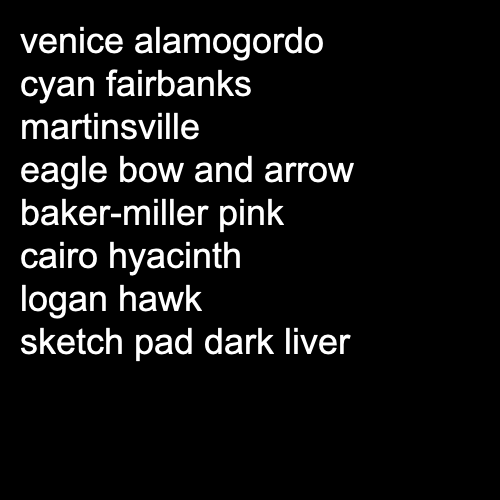 venice alamogordo
cyan fairbanks
martinsville
eagle bow and arrow
baker-miller pink
cairo hyacinth
logan hawk
sketch pad dark liver